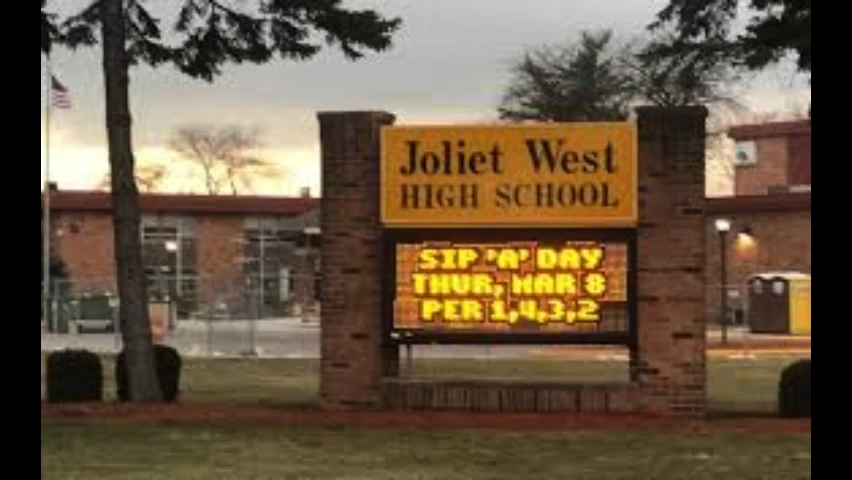 Joliet West
HIGH SCHOOL
SIP 'A' DAY
THUR, MAR 8
PER 1,4,3,2